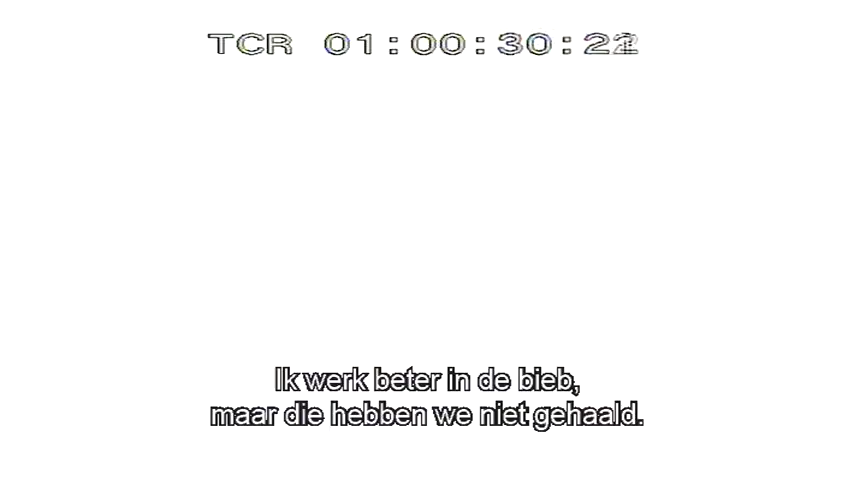 TCR 01:00:30:22
Ik werk beter in de bieb,
maar die hebben we niet gehaald.